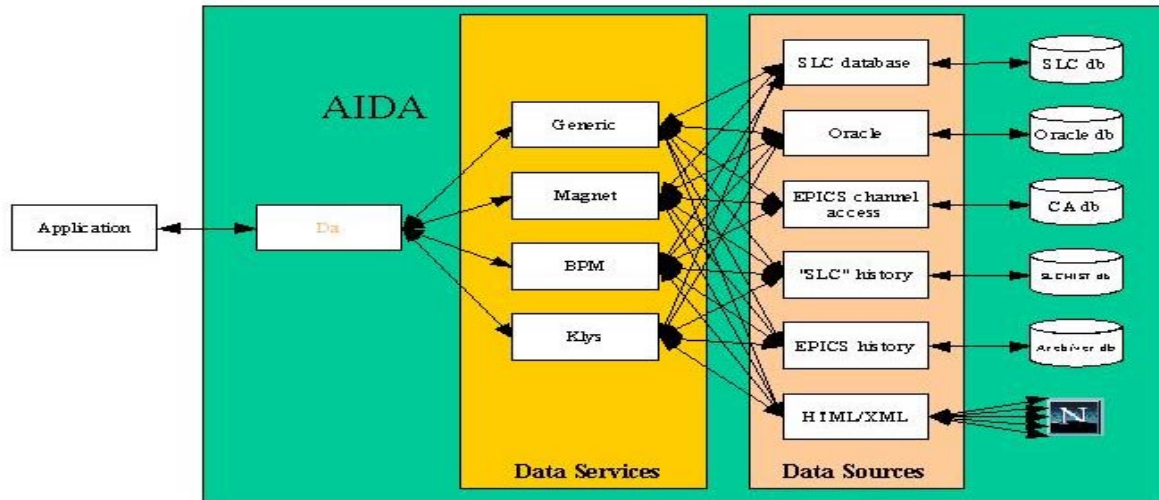 AIDA
Application
Da
Generic
Magnet
BPM
Klys
Data Services
SLC database
Oracle
EPICS channel
access
"SLC" history
EPICS history
HTML/XML
Data Sources
SLC db
Oracle db
CA db
SLCHIST db
Archiver db
N